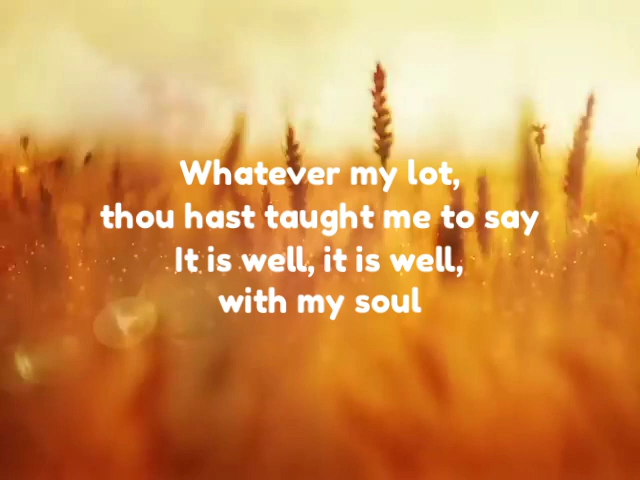 Whatever my lot,
thou hast taught me to say
It is well, it is well,
with my soul